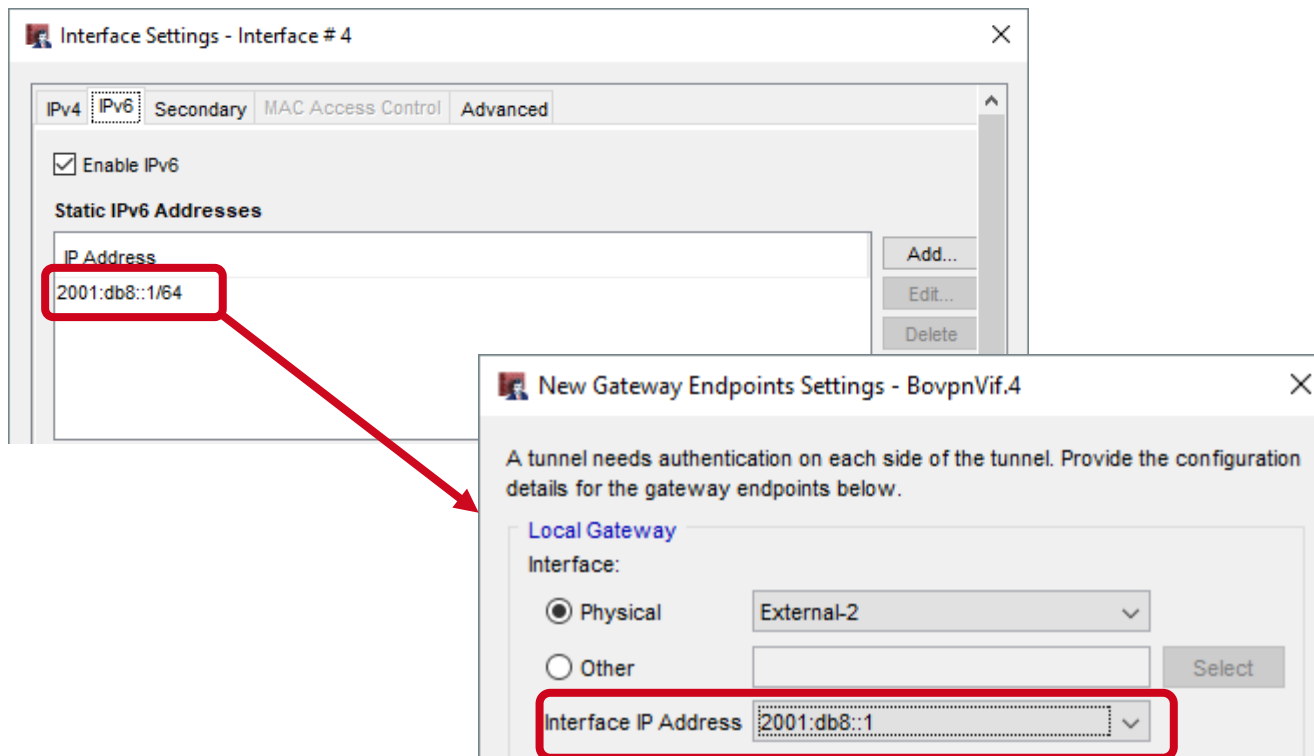 Interface Settings - Interface # 4
IPv4 IPv6 Secondary MAC Access Control Advanced
Enable IPv6
Static IPv6 Addresses
IP Address
2001:db8::1/64
Add...
Edit...
Delete
New Gateway Endpoints Settings - BovpnVif.4
A tunnel needs authentication on each side of the tunnel. Provide the configuration
details for the gateway endpoints below.
Local Gateway
Interface:
Physical External-2
Other Select
Interface IP Address 2001:db8::1